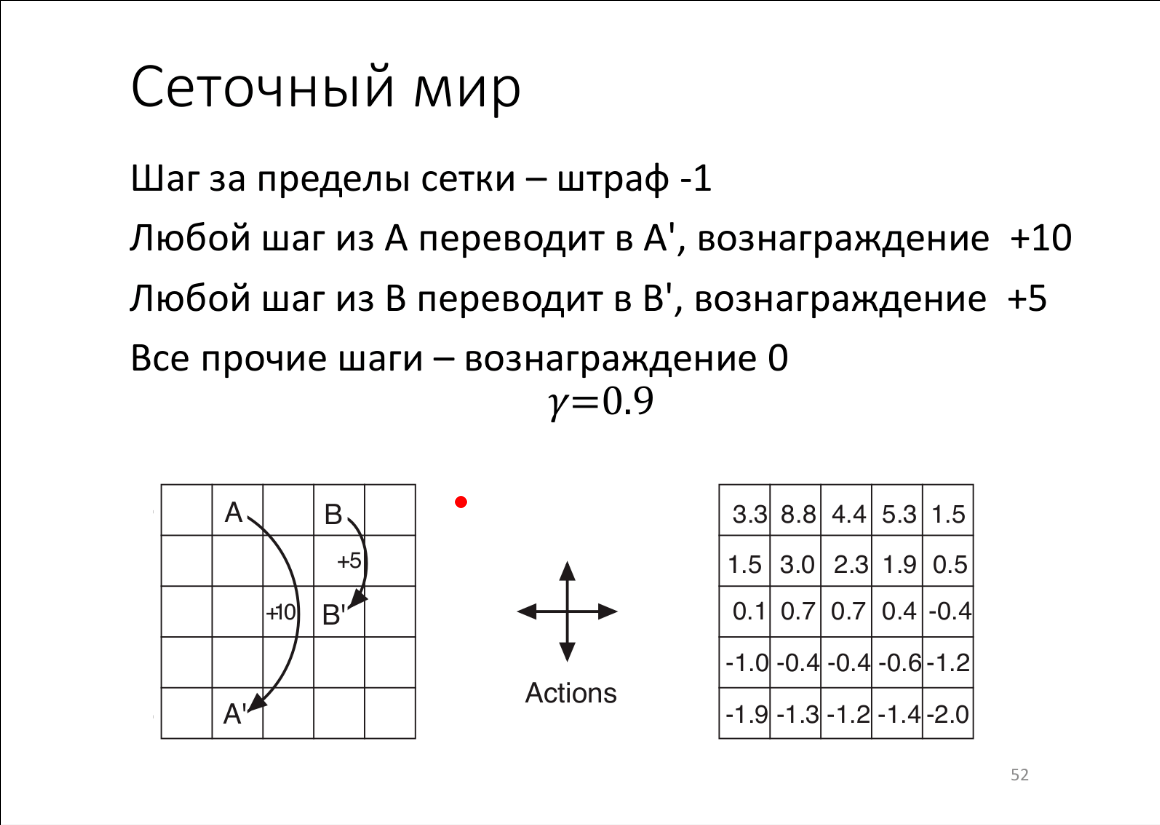 Сеточный мир
Шаг за пределы сетки – штраф -1
Любой шаг из A переводит в A', вознаграждение +10
Любой шаг из B переводит в B', вознаграждение +5
Все прочие шаги – вознаграждение 0
γ=0.9
A B
+5
+10 B'
A'
Actions
3.3 8.8 4.4 5.3 1.5
1.5 3.0 2.3 1.9 0.5
0.1 0.7 0.7 0.4 -0.4
-1.0 -0.4 -0.4 -0.6 -1.2
-1.9 -1.3 -1.2 -1.4 -2.0
52